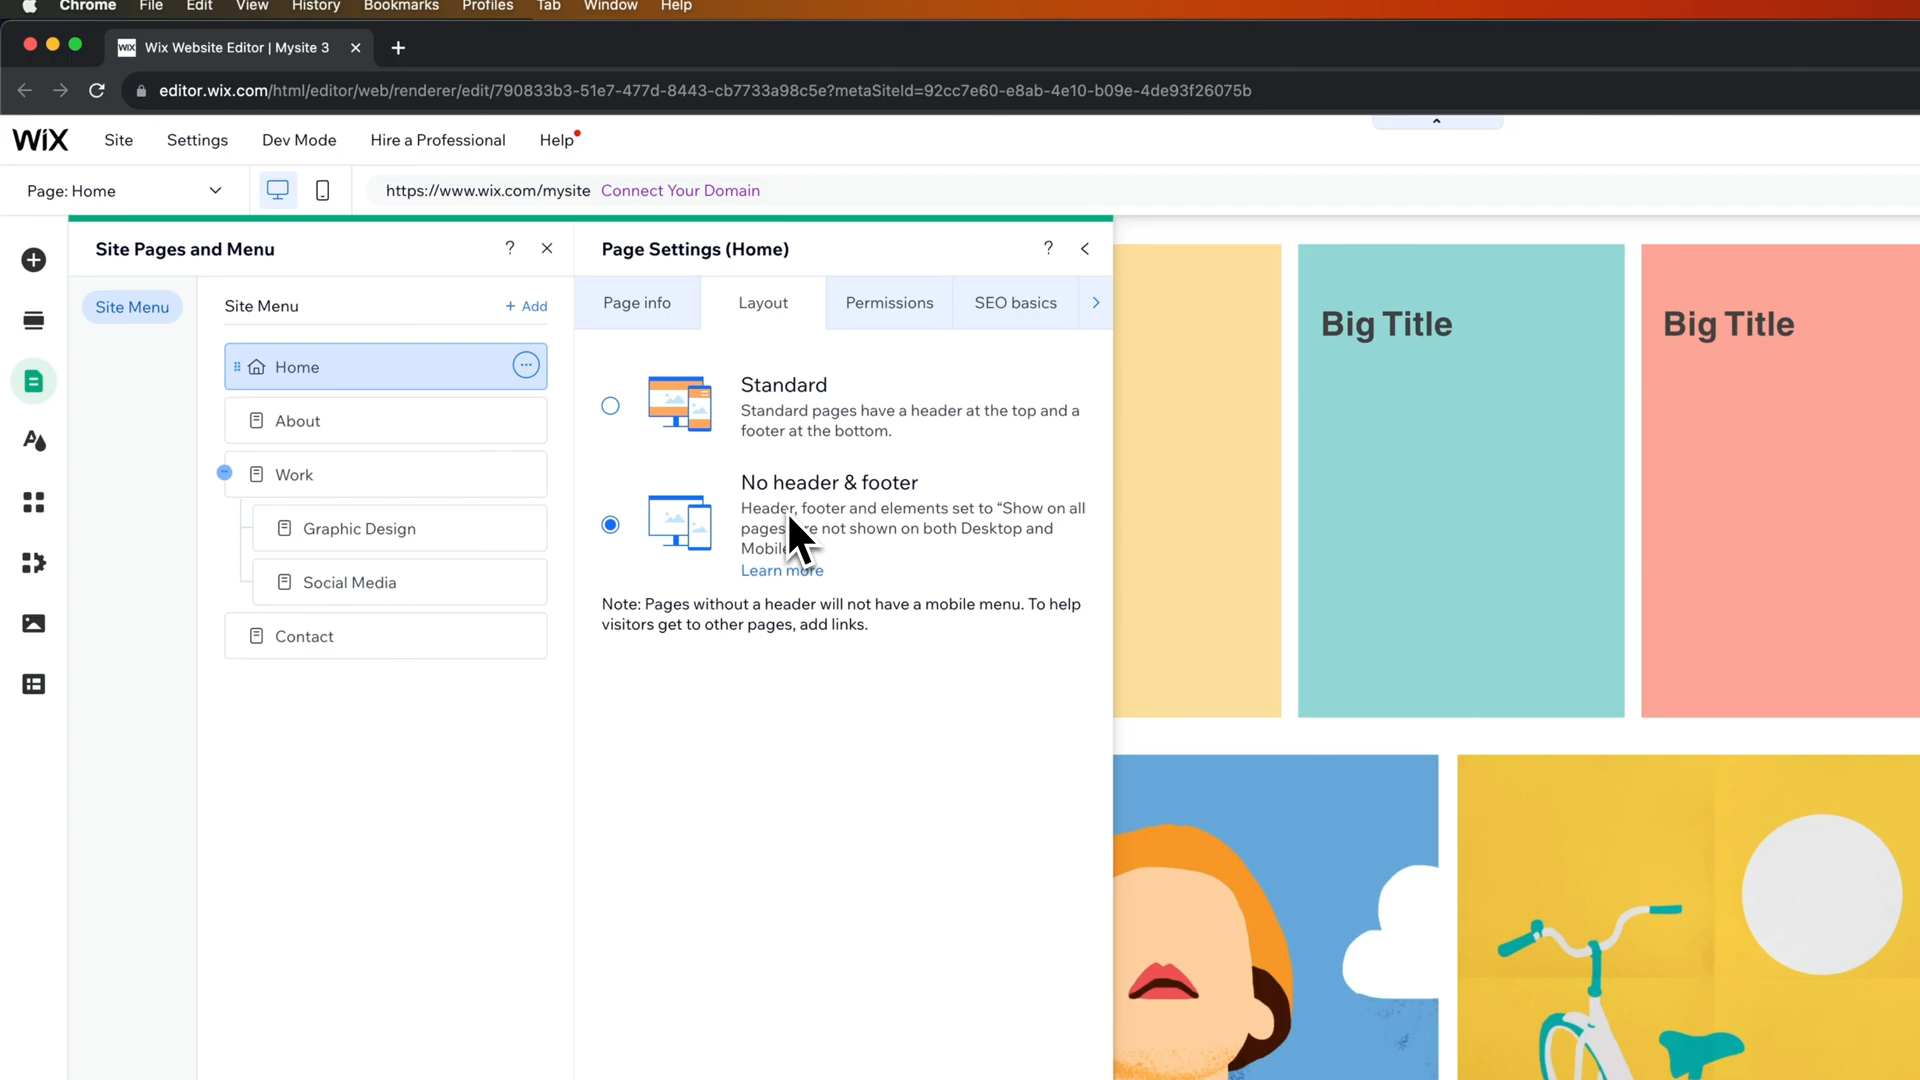 Chrome File Edit View History Bookmarks Profiles Tab Window Help
WiX Wix Website Editor | Mysite 3
editor.wix.com/html/editor/web/renderer/edit/790833b3-51e7-477d-8443-cb7733a98c5e?metaSiteId=92cc7e60-e8ab-4e10-b09e-4de93f26075b
WiX Site Settings Dev Mode Hire a Professional Help
Page: Home https://www.wix.com/mysite Connect Your Domain
Site Pages and Menu ?
Page Settings (Home) ?
Site Menu
Site Menu + Add
Home
About
Work
Graphic Design
Social Media
Contact
Page info Layout Permissions SEO basics
Standard
Standard pages have a header at the top and a
footer at the bottom.
No header & footer
Header, footer and elements set to “Show on all
pages are not shown on both Desktop and
Mobile
Learn more
Note: Pages without a header will not have a mobile menu. To help
visitors get to other pages, add links.
Big Title
Big Title